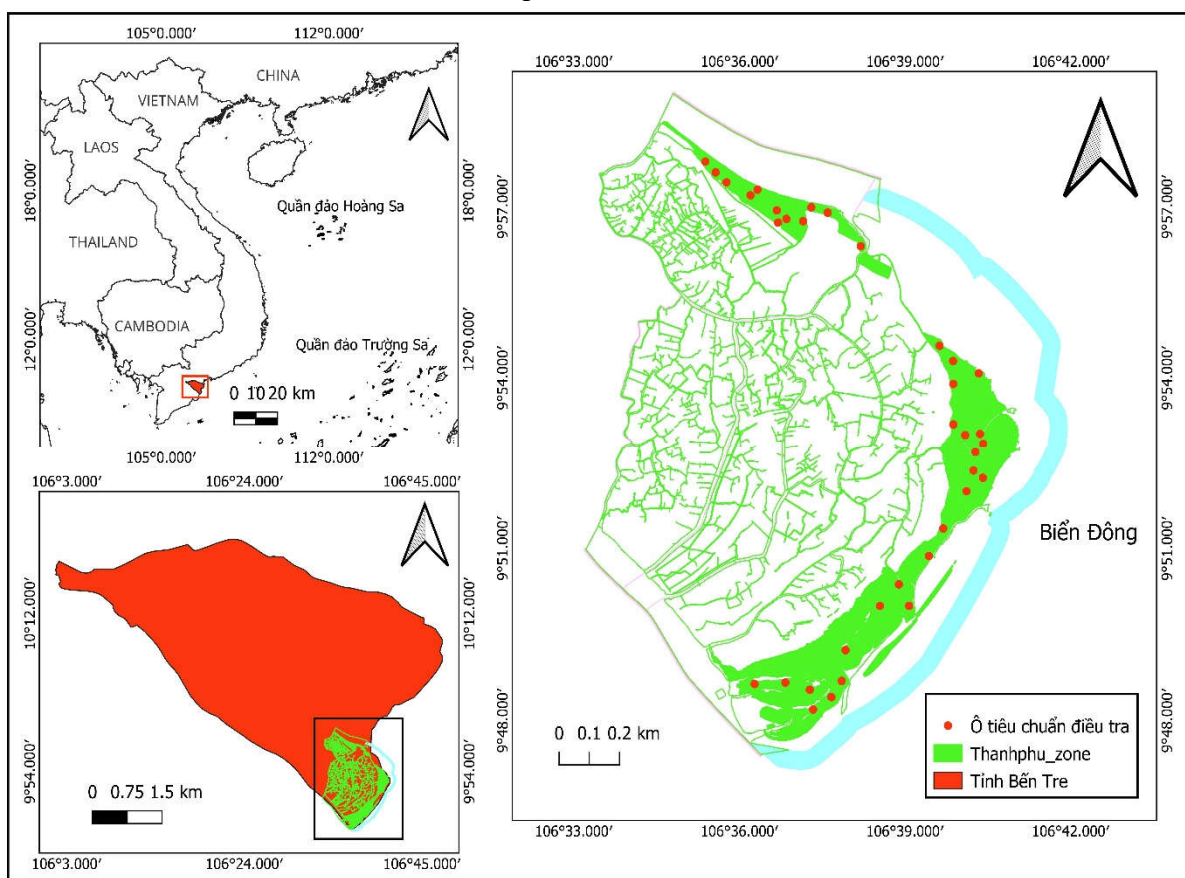 105°0.000′ 112°0.000′
CHINA
VIETNAM
LAOS
Quần đảo Hoàng Sa
THAILAND
CAMBODIA
Quần đảo Trường Sa
0 10 20 km
18°0.000′
12°0.000′
18°0.000′
12°0.000′
105°0.000′ 112°0.000′
106°3.000′ 106°24.000′ 106°45.000′
10°12.000′
9°54.000′
10°12.000′
9°54.000′
0 0.75 1.5 km
106°3.000′ 106°24.000′ 106°45.000′
106°33.000′ 106°36.000′ 106°39.000′ 106°42.000′
9°57.000′
9°54.000′
9°51.000′
9°48.000′
9°57.000′
9°54.000′
9°51.000′
9°48.000′
Biển Đông
0 0.1 0.2 km
Ô tiêu chuẩn điều tra
Thanhphu_zone
Tỉnh Bến Tre
106°33.000′ 106°36.000′ 106°39.000′ 106°42.000′